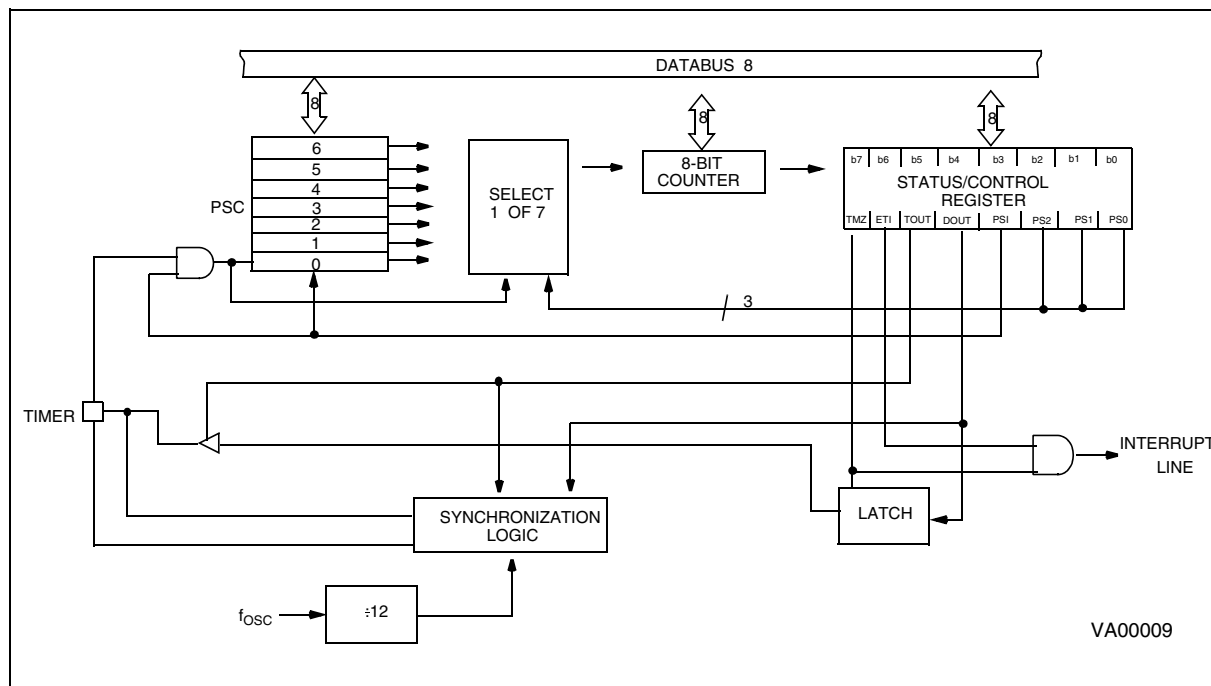 DATABUS 8
8
8
8
6
5
4
3
2
1
0
PSC
SELECT
1 OF 7
8-BIT
COUNTER
b7 b6 b5 b4 b3 b2 b1 b0
STATUS/CONTROL
REGISTER
TMZ ETI TOUT DOUT PSI PS2 PS1 PS0
3
TIMER
INTERRUPT
LINE
LATCH
SYNCHRONIZATION
LOGIC
fOSC
÷12
VA00009